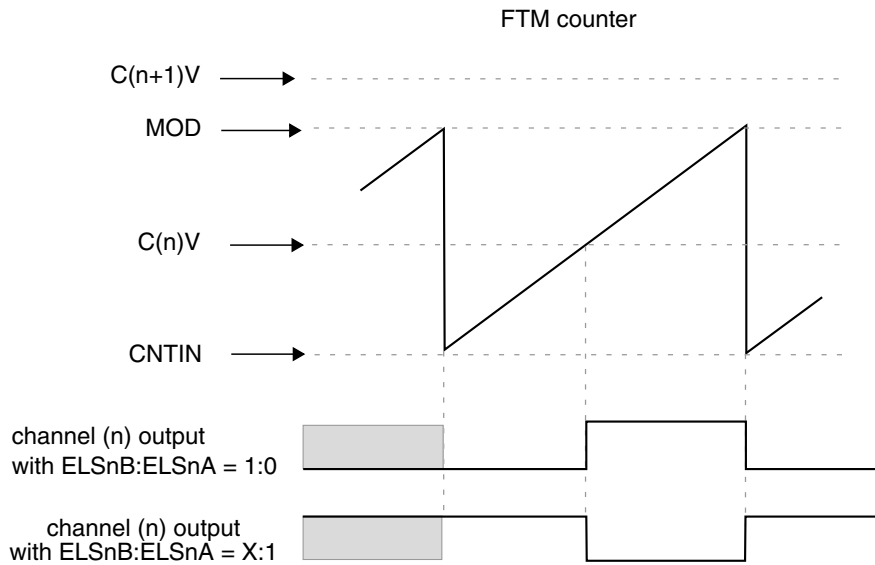 FTM counter
C(n+1)V
MOD
C(n)V
CNTIN
channel (n) output
with ELSnB:ELSnA = 1:0
channel (n) output
with ELSnB:ELSnA = X:1